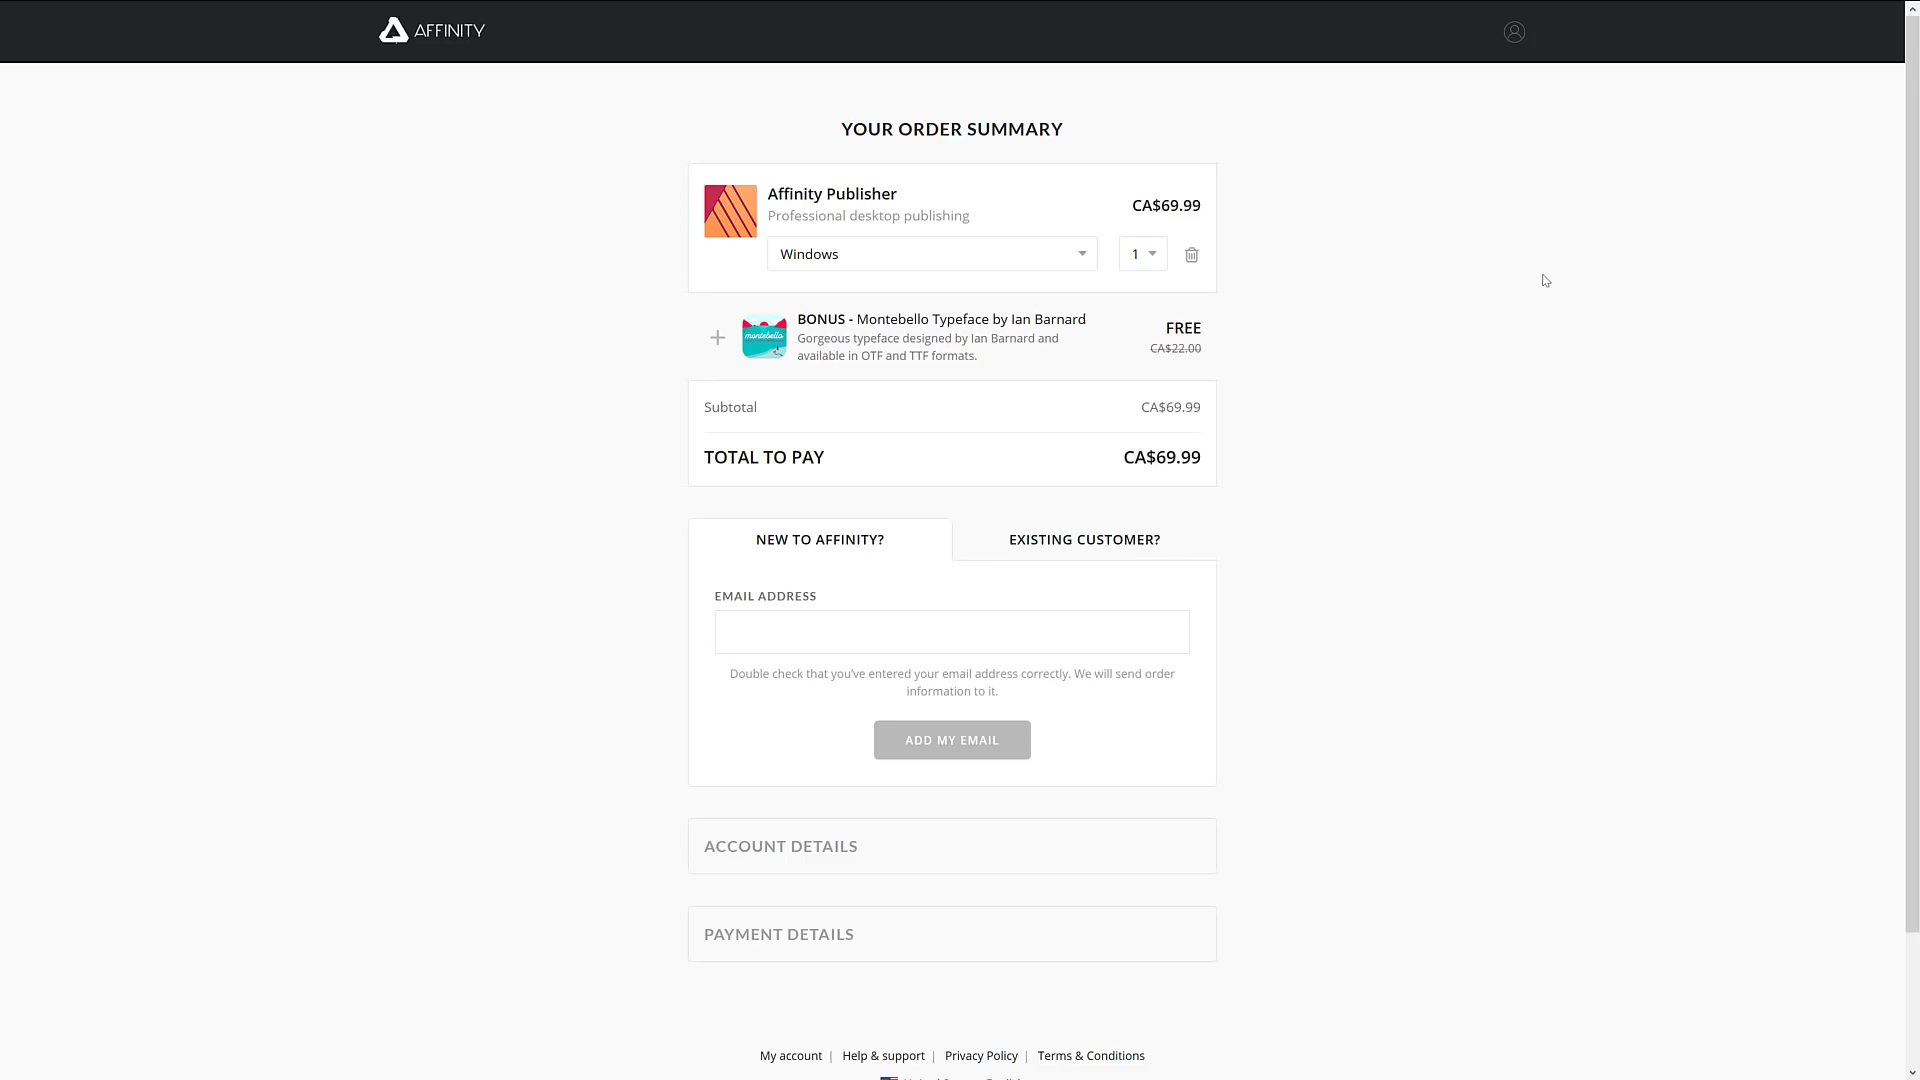 AFFINITY
YOUR ORDER SUMMARY
Affinity Publisher
CA$69.99
Professional desktop publishing
Windows
1
BONUS - Montebello Typeface by Ian Barnard
Gorgeous typeface designed by Ian Barnard and
available in OTF and TTF formats.
FREE
CA$22.00
montebello
Subtotal
CA$69.99
TOTAL TO PAY
CA$69.99
NEW TO AFFINITY?
EXISTING CUSTOMER?
EMAIL ADDRESS
Double check that you've entered your email address correctly. We will send order
information to it.
ADD MY EMAIL
ACCOUNT DETAILS
PAYMENT DETAILS
My account | Help & support | Privacy Policy | Terms & Conditions